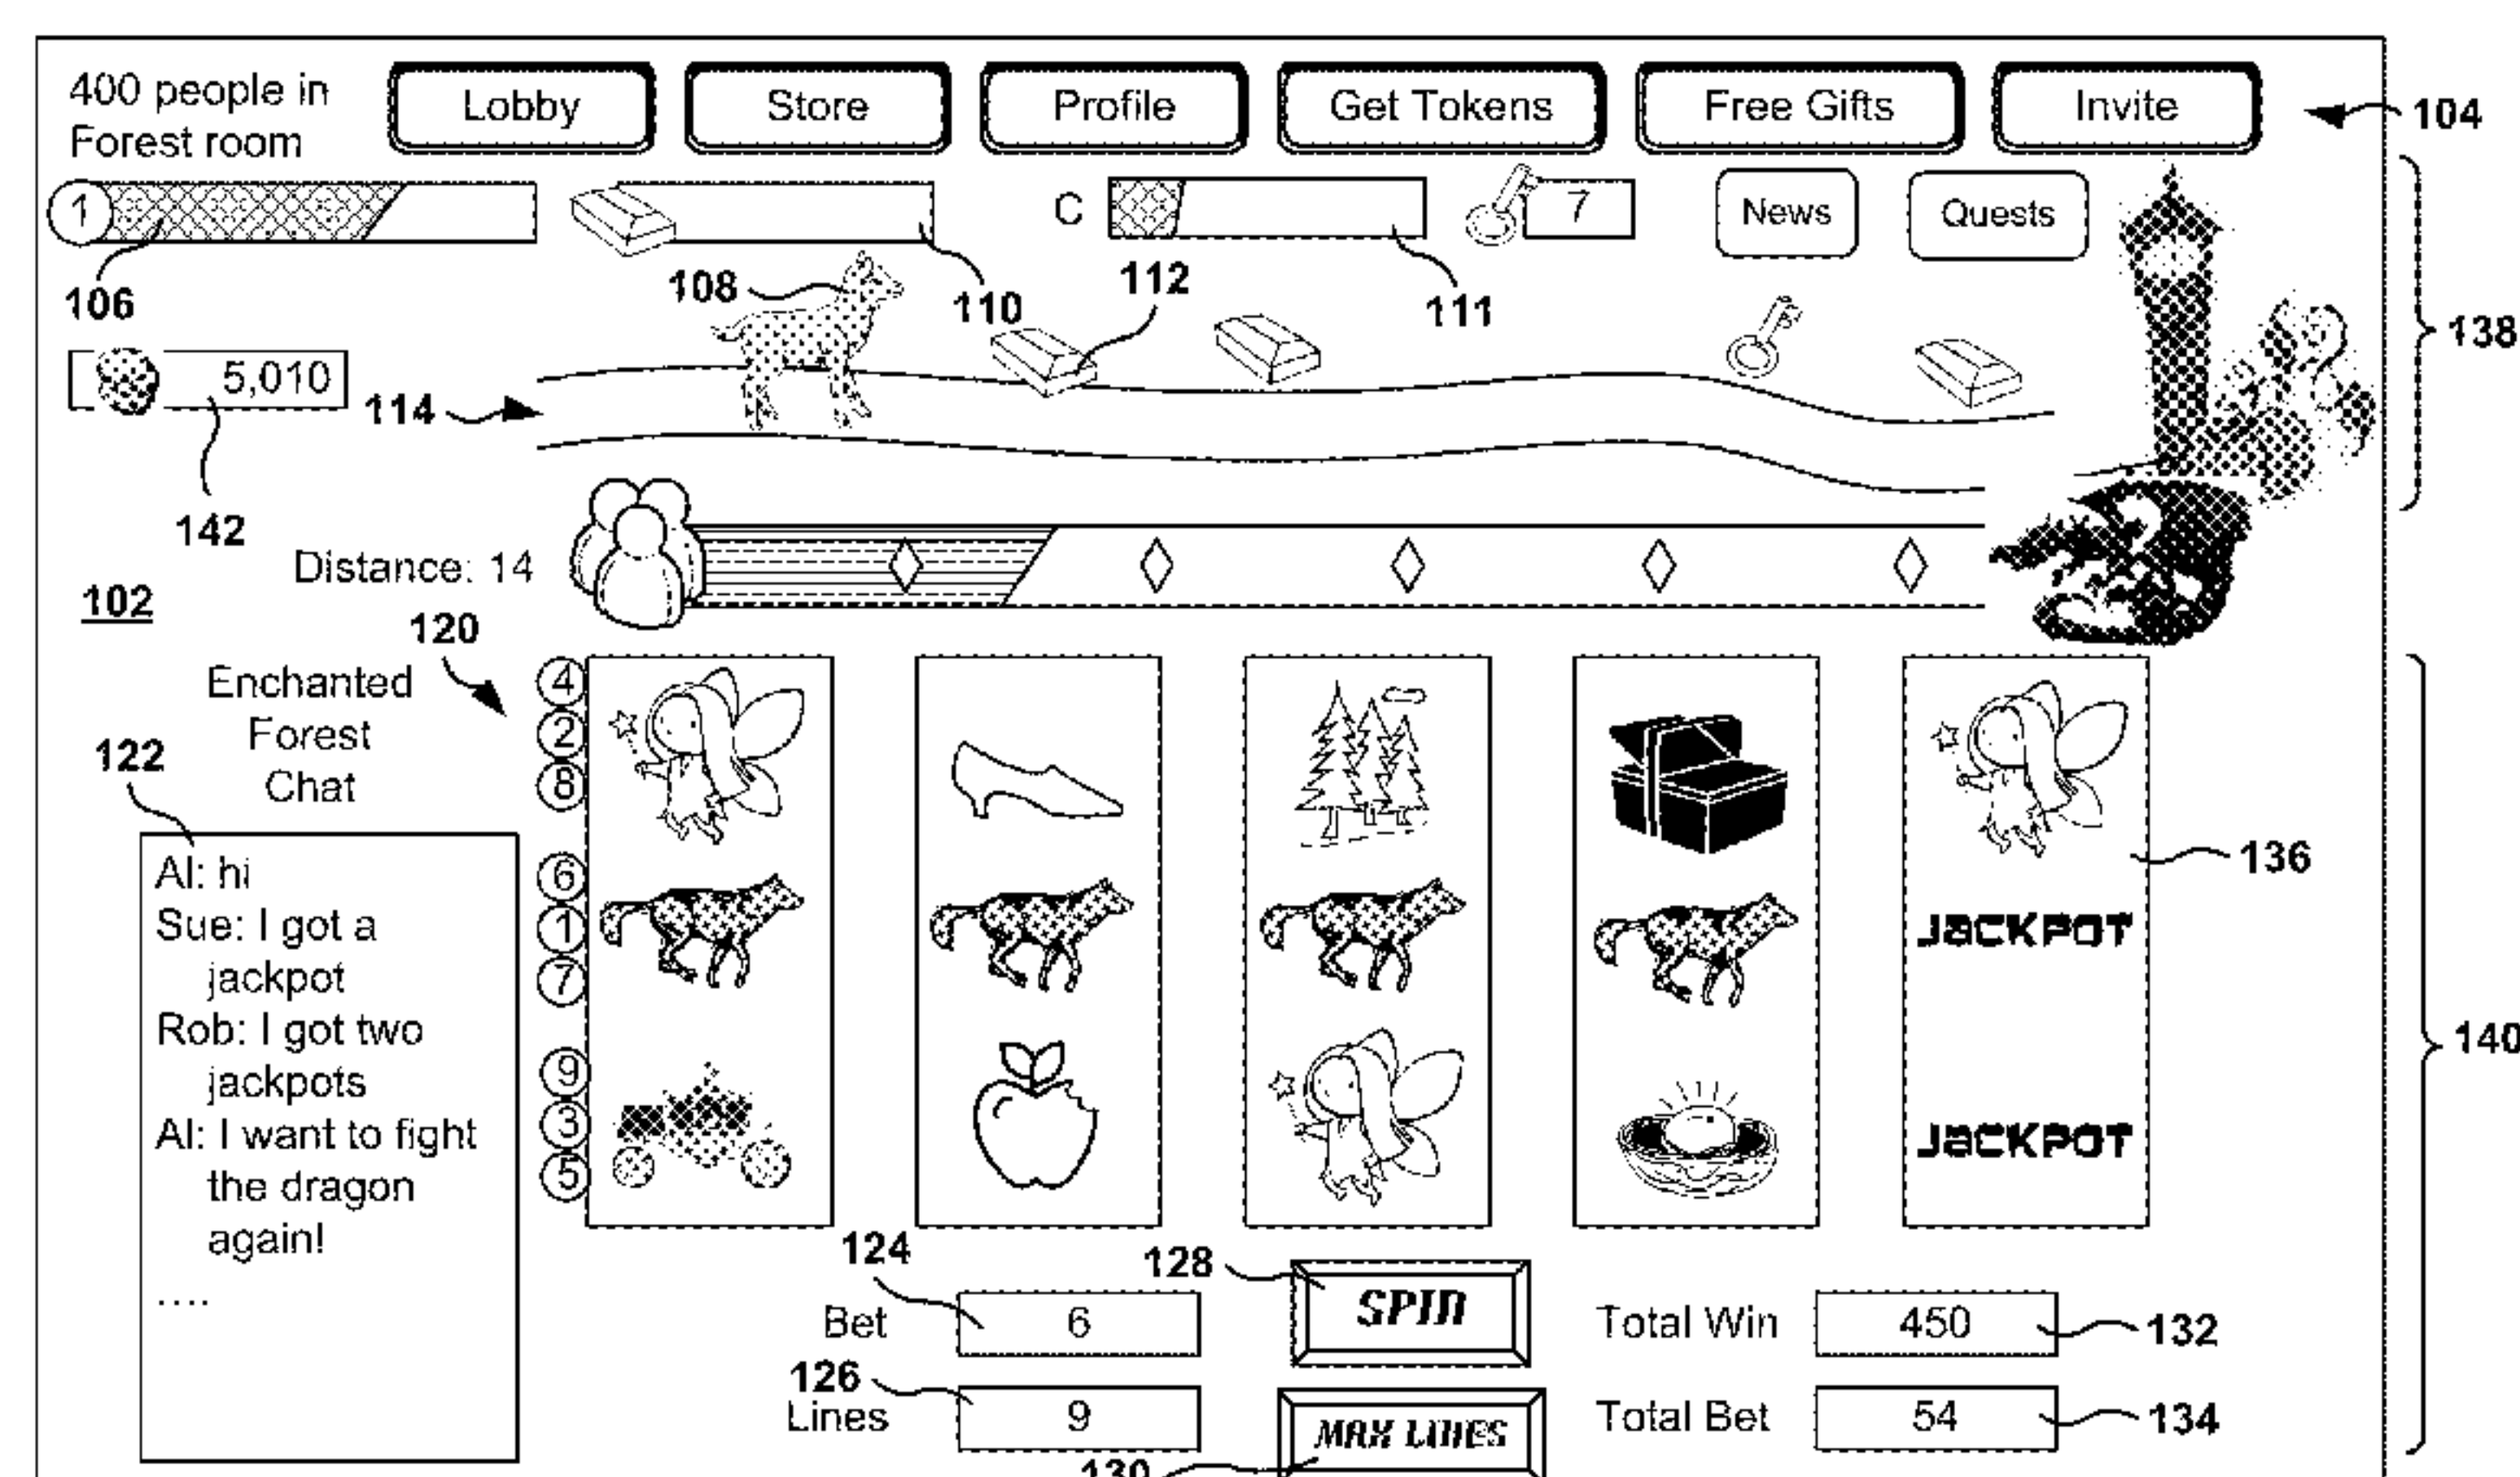 400 people in
Forest room
Lobby
Store
Profile
Get Tokens
Free Gifts
Invite
104
1
C
7
News
Quests
106
108
110
112
111
138
5,010
114
142
Distance: 14
102
120
Enchanted
Forest
Chat
122
4
2
8
6
1
7
9
3
5
136
JACKPOT
JACKPOT
140
Al: hi
Sue: I got a
jackpot
Rob: I got two
jackpots
Al: I want to fight
the dragon
again!
....
124
128
Bet
6
SPIN
Total Win
450
132
126
Lines
9
MAX LINES
Total Bet
54
134
130